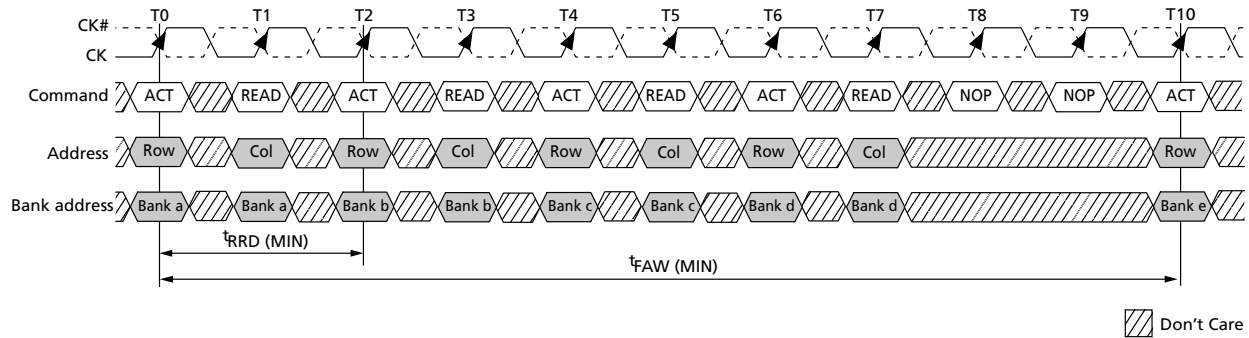 T0 T1 T2 T3 T4 T5 T6 T7 T8 T9 T10
CK#
CK
Command ACT READ ACT READ ACT READ ACT READ NOP NOP ACT
Address Row Col Row Col Row Col Row Col Row
Bank address Bank a Bank a Bank b Bank b Bank c Bank c Bank d Bank d Bank e
tRRD (MIN)
tFAW (MIN)
Don't Care